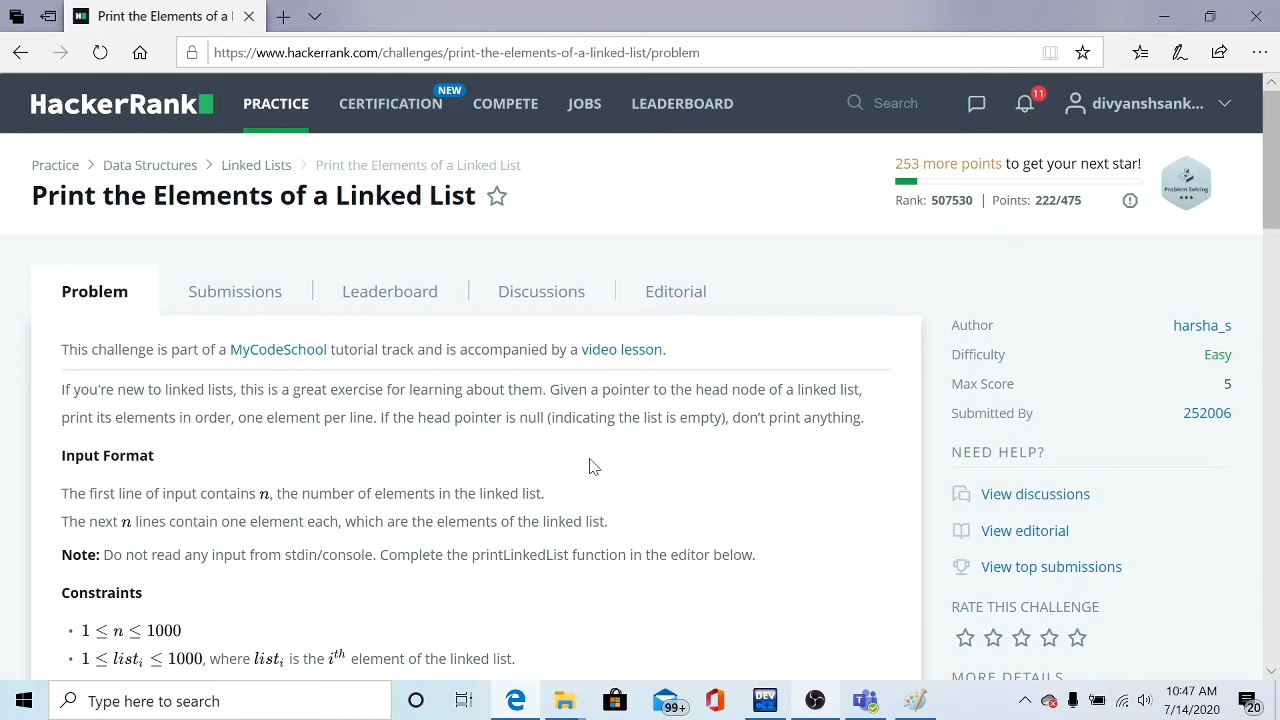 Print the Elements of a
https://www.hackerrank.com/challenges/print-the-elements-of-a-linked-list/problem
HackerRank
PRACTICE
CERTIFICATION
NEW
COMPETE
JOBS
LEADERBOARD
Search
11
divyanshsank...
Practice > Data Structures > Linked Lists > Print the Elements of a Linked List
Print the Elements of a Linked List
253 more points to get your next star!
Rank: 507530 | Points: 222/475
Problem Solving
Problem
Submissions
Leaderboard
Discussions
Editorial
This challenge is part of a MyCodeSchool tutorial track and is accompanied by a video lesson.
If you're new to linked lists, this is a great exercise for learning about them. Given a pointer to the head node of a linked list,
print its elements in order, one element per line. If the head pointer is null (indicating the list is empty), don't print anything.
Input Format
The first line of input contains n, the number of elements in the linked list.
The next n lines contain one element each, which are the elements of the linked list.
Note: Do not read any input from stdin/console. Complete the printLinkedList function in the editor below.
Constraints
• 1 ≤ n ≤ 1000
• 1 ≤ listᵢ ≤ 1000, where listᵢ is the iᵗʰ element of the linked list.
Author harsha_s
Difficulty Easy
Max Score 5
Submitted By 252006
NEED HELP?
View discussions
View editorial
View top submissions
RATE THIS CHALLENGE
MORE DETAILS
Type here to search
99+
DEV
10:47 AM
7/14/2020
20